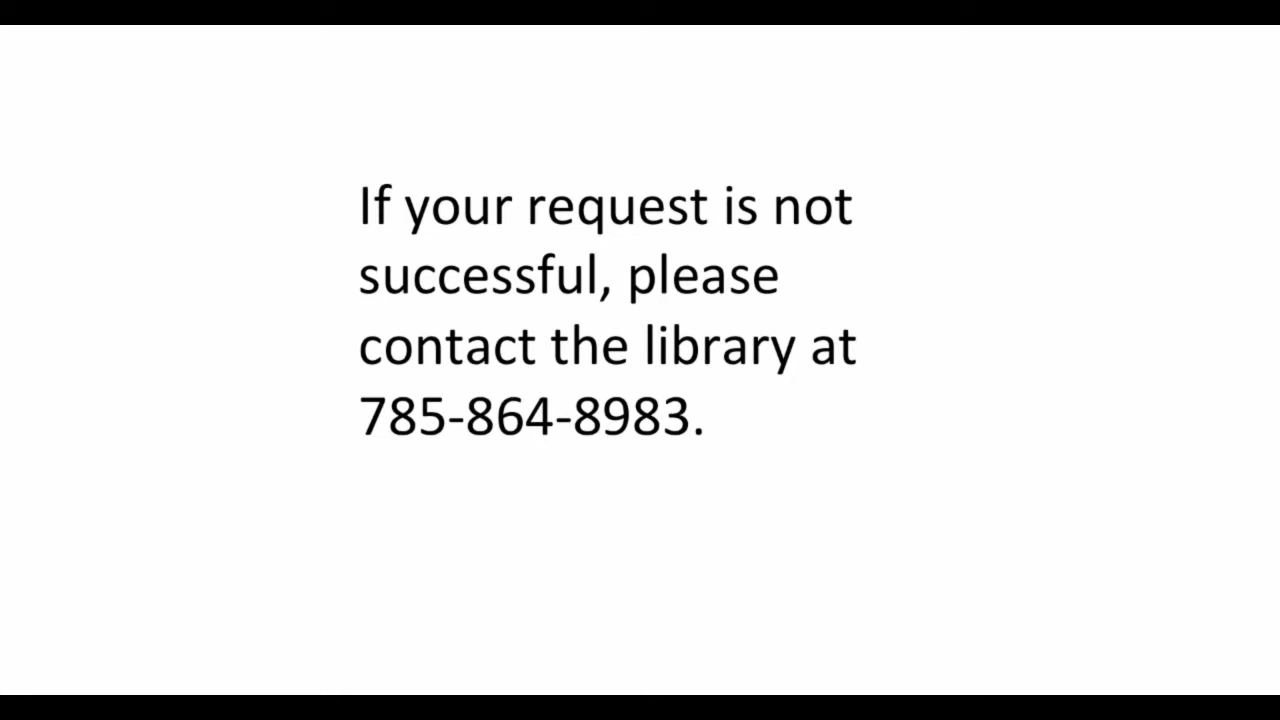 If your request is not
successful, please
contact the library at
785-864-8983.